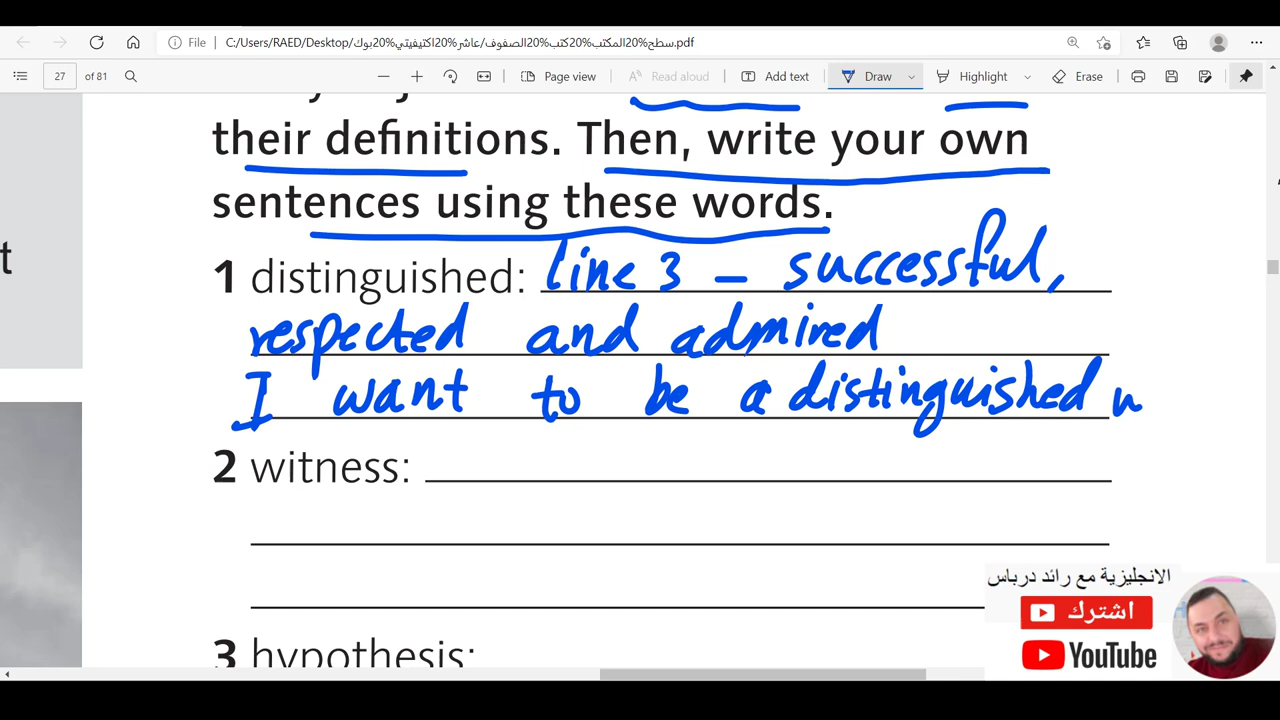 File
C:/Users/RAED/Desktop/سطح%20المكتب%20كتب%20الصفوف/عاشر%20اكتيفيتي%20بوك.pdf
27 of 81
Page view
Read aloud
Add text
Draw
Highlight
Erase
their definitions. Then, write your own
sentences using these words.
t
1 distinguished: line 3 – successful,
respected and admired
I want to be a distinguished w
2 witness:
3 hypothesis:
الانجليزية مع رائد درباس
اشترك
YouTube